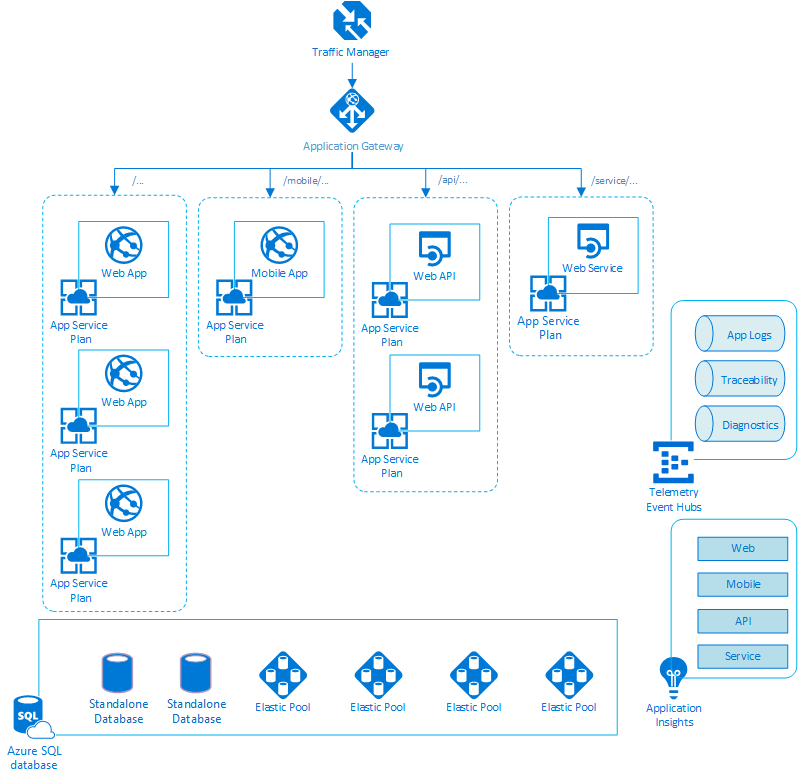 Traffic Manager
Application Gateway
/...
/mobile/...
/api/...
/service/...
Web App
App Service
Plan
Web App
App Service
Plan
Web App
App Service
Plan
Mobile App
App Service
Plan
Web API
App Service
Plan
Web API
App Service
Plan
Web Service
App Service
Plan
App Logs
Traceability
Diagnostics
Telemetry
Event Hubs
Web
Mobile
API
Service
Application
Insights
Standalone
Database
Standalone
Database
Elastic Pool
Elastic Pool
Elastic Pool
Elastic Pool
SQL
Azure SQL
database